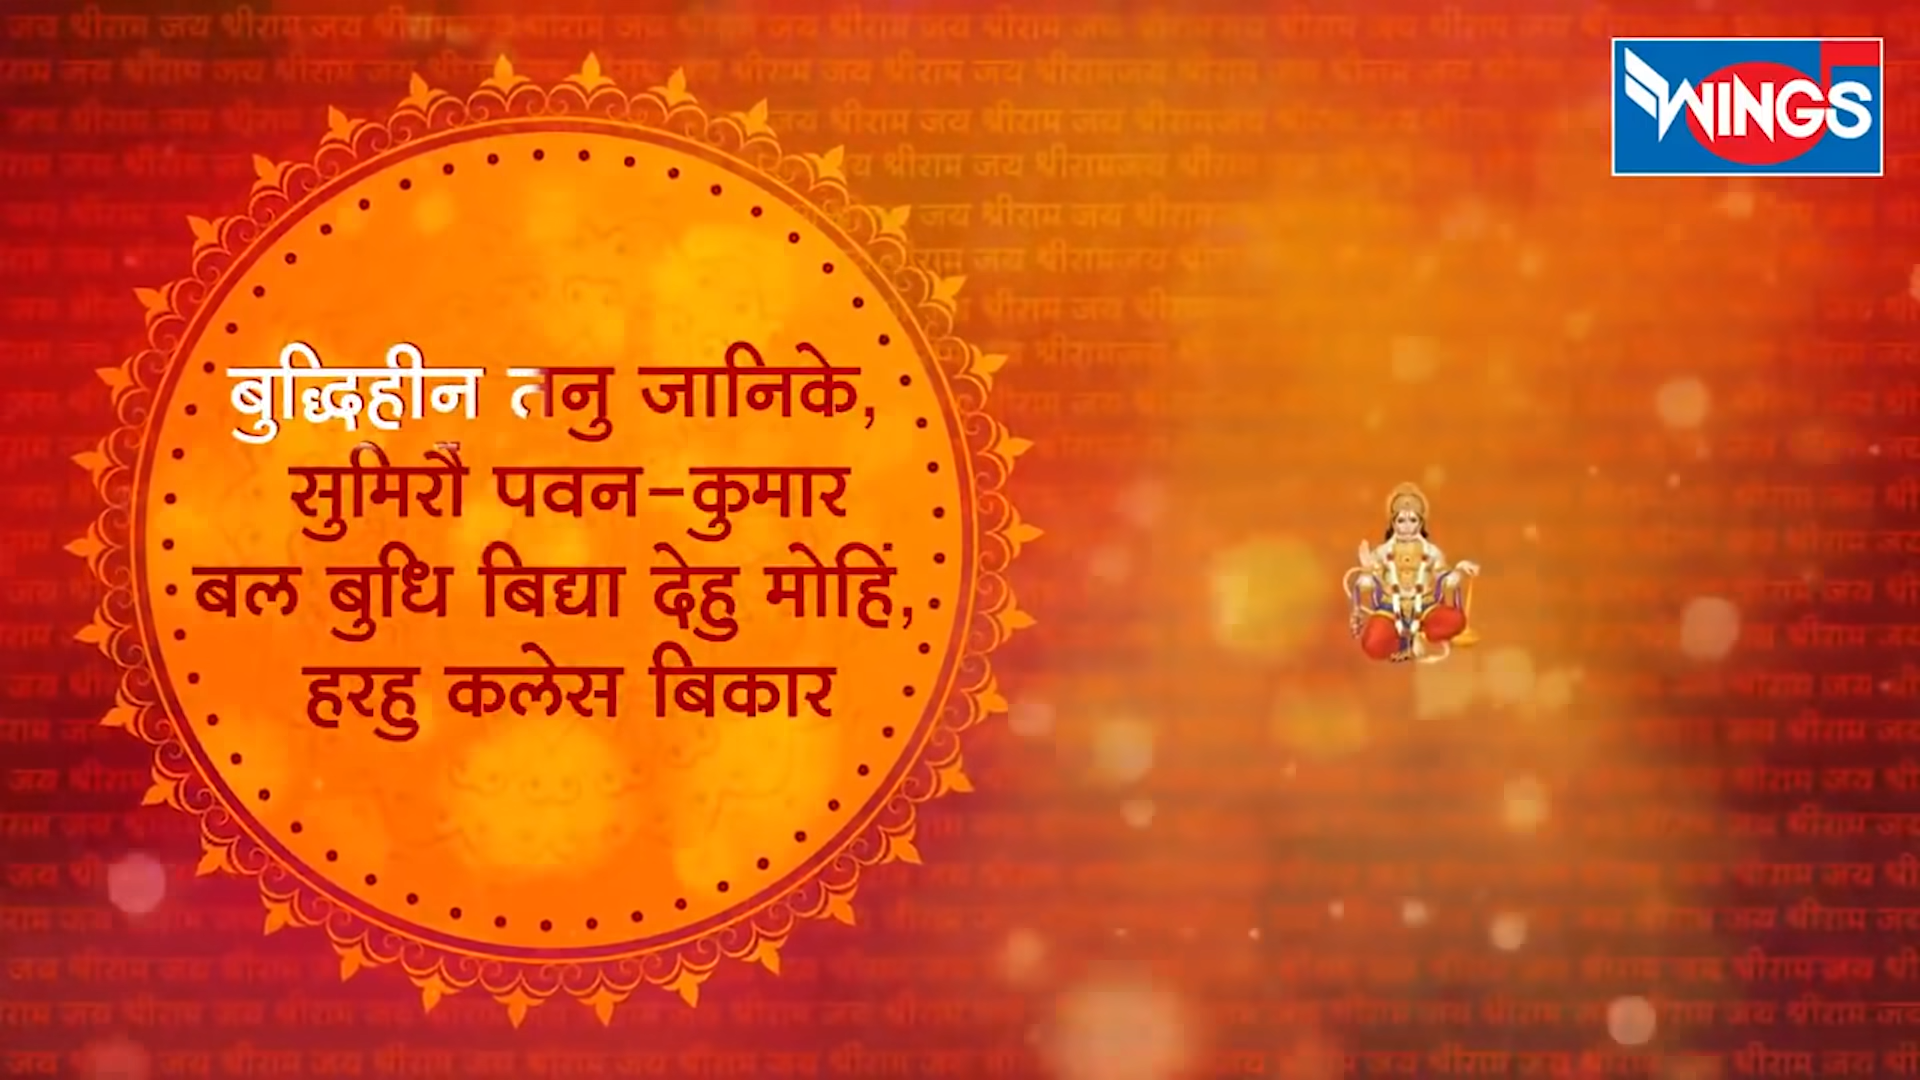 बुद्धिहीन तनु जानिके,
सुमिरौं पवन-कुमार
बल बुधि बिद्या देहु मोहिं,
हरहु कलेस बिकार
WINGS